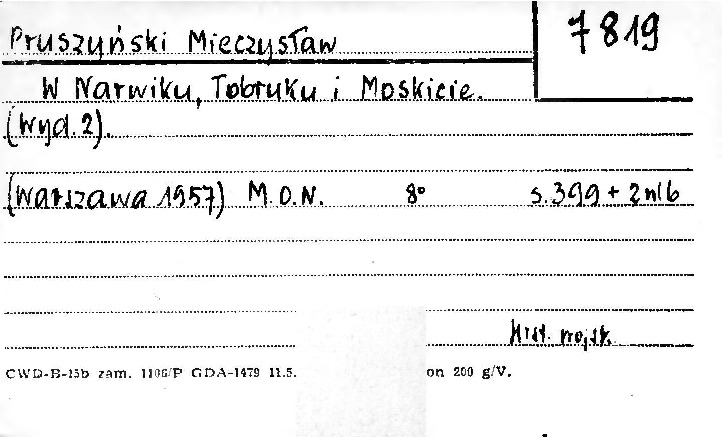 Pruszyński Mieczysław
7819
W Narwiku, Tobruku i Moskicie.
(Wyd. 2).
(Warszawa 1957) M.O.N. 8° s. 399 + 2 nlb
Hist. wojsk.
CWD-B-15b zam. 1106/P GDA-1479 11.5. on 200 g/V.